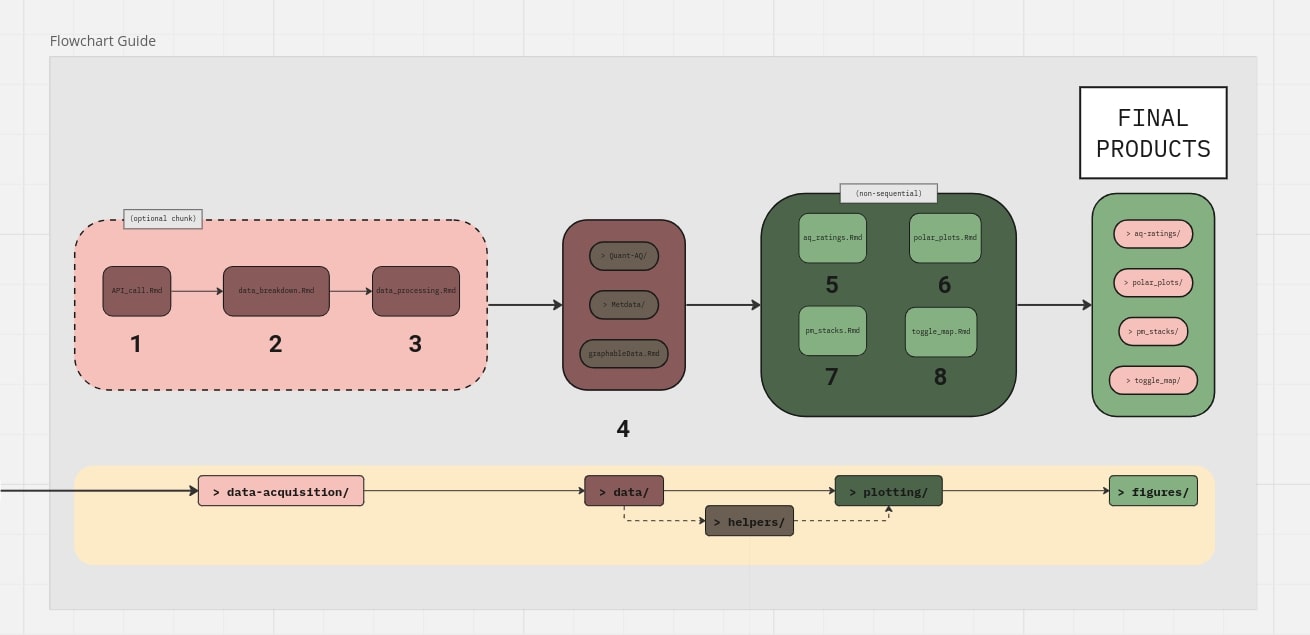 Flowchart Guide
FINAL
PRODUCTS
(optional chunk)
API_call.Rmd
data_breakdown.Rmd
data_processing.Rmd
1
2
3
> Quant-AQ/
> Metdata/
graphableData.Rmd
4
(non-sequential)
aq_ratings.Rmd
polar_plots.Rmd
5
6
pm_stacks.Rmd
toggle_map.Rmd
7
8
> aq-ratings/
> polar_plots/
> pm_stacks/
> toggle_map/
> data-acquisition/
> data/
> plotting/
> figures/
> helpers/